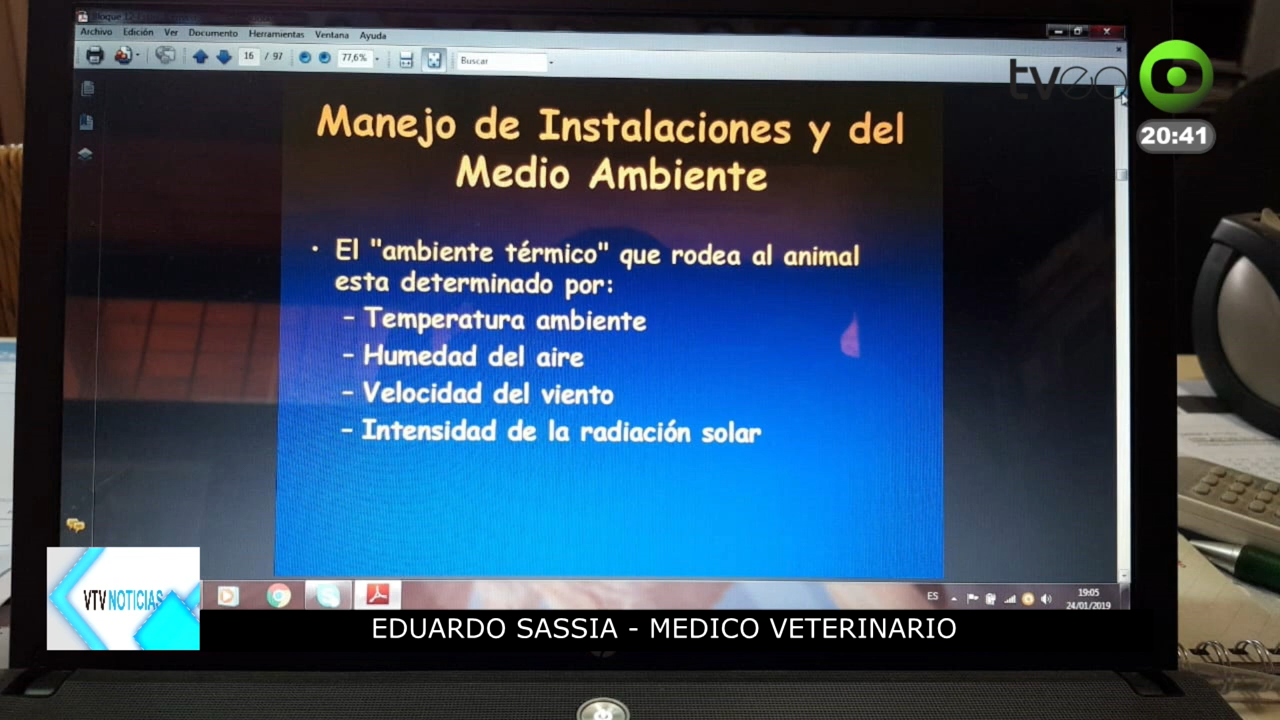 Archivo Edición Ver Documento Herramientas Ventana Ayuda
16 / 97 77,6% Buscar
tveo
20:41
Manejo de Instalaciones y del
Medio Ambiente
· El "ambiente térmico" que rodea al animal
esta determinado por:
- Temperatura ambiente
- Humedad del aire
- Velocidad del viento
- Intensidad de la radiación solar
VTV NOTICIAS
ES
19:05
24/01/2019
EDUARDO SASSIA - MEDICO VETERINARIO